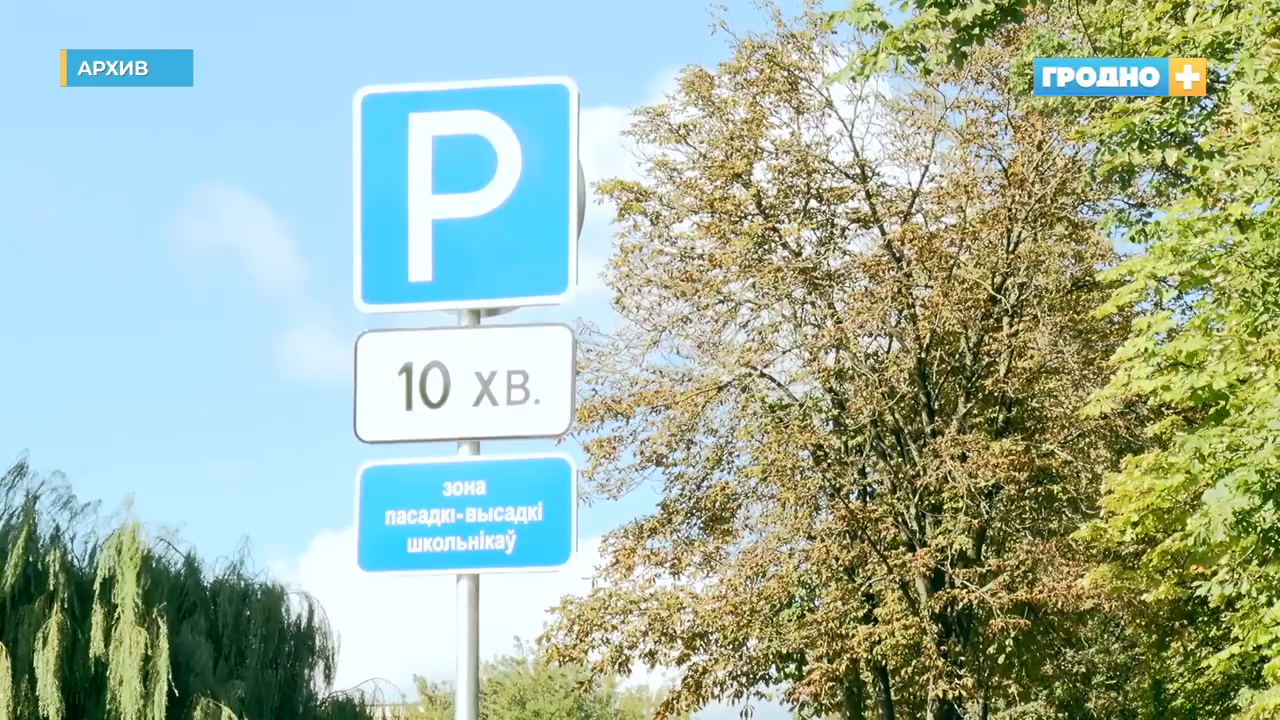 АРХИВ
ГРОДНО +
P
10 хв.
зона
пасадкі-высадкі
школьнікаў